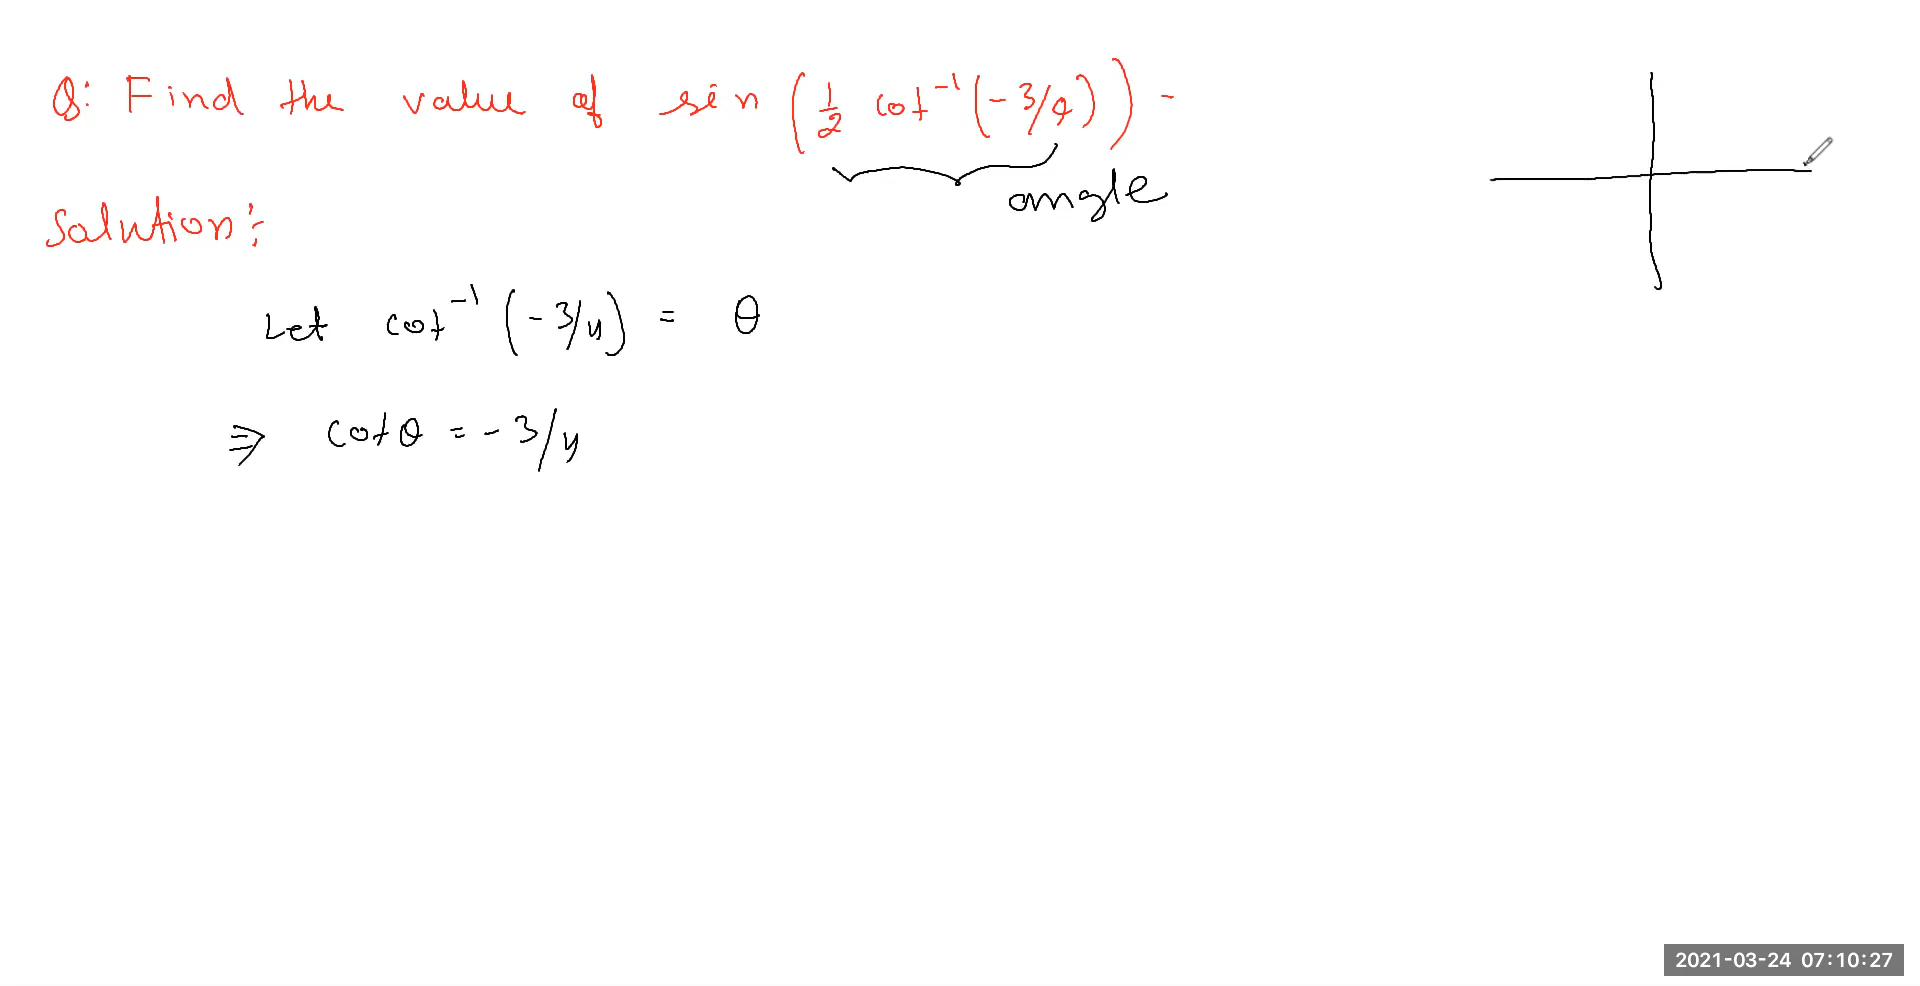 Q: Find the value of sin (1/2 cot⁻¹(-3/4)) -
angle
Solution:
Let cot⁻¹ (-3/4) = θ
⇒ cotθ = -3/4
2021-03-24 07:10:27